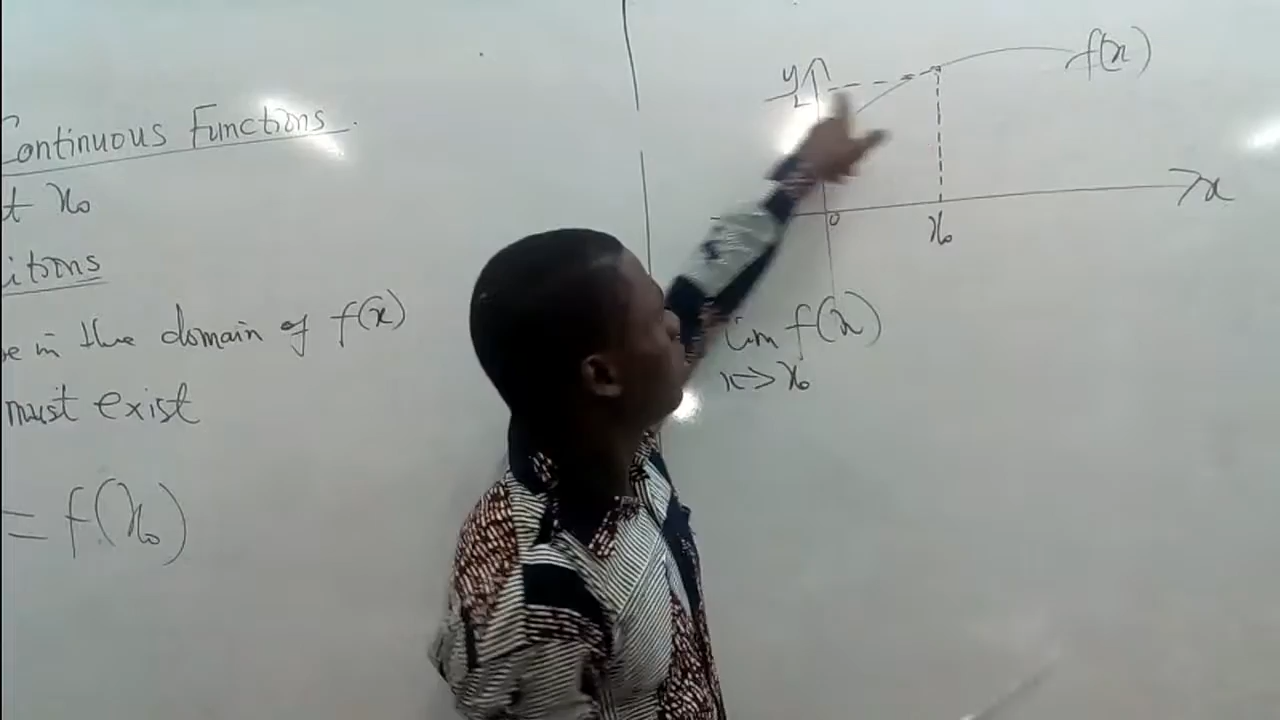 Continuous Functions.
t x₀
itions
e in the domain of f(x)
must exist
= f(x₀)
y
L
f(x)
0
x₀
x
lim f(x)
x→x₀